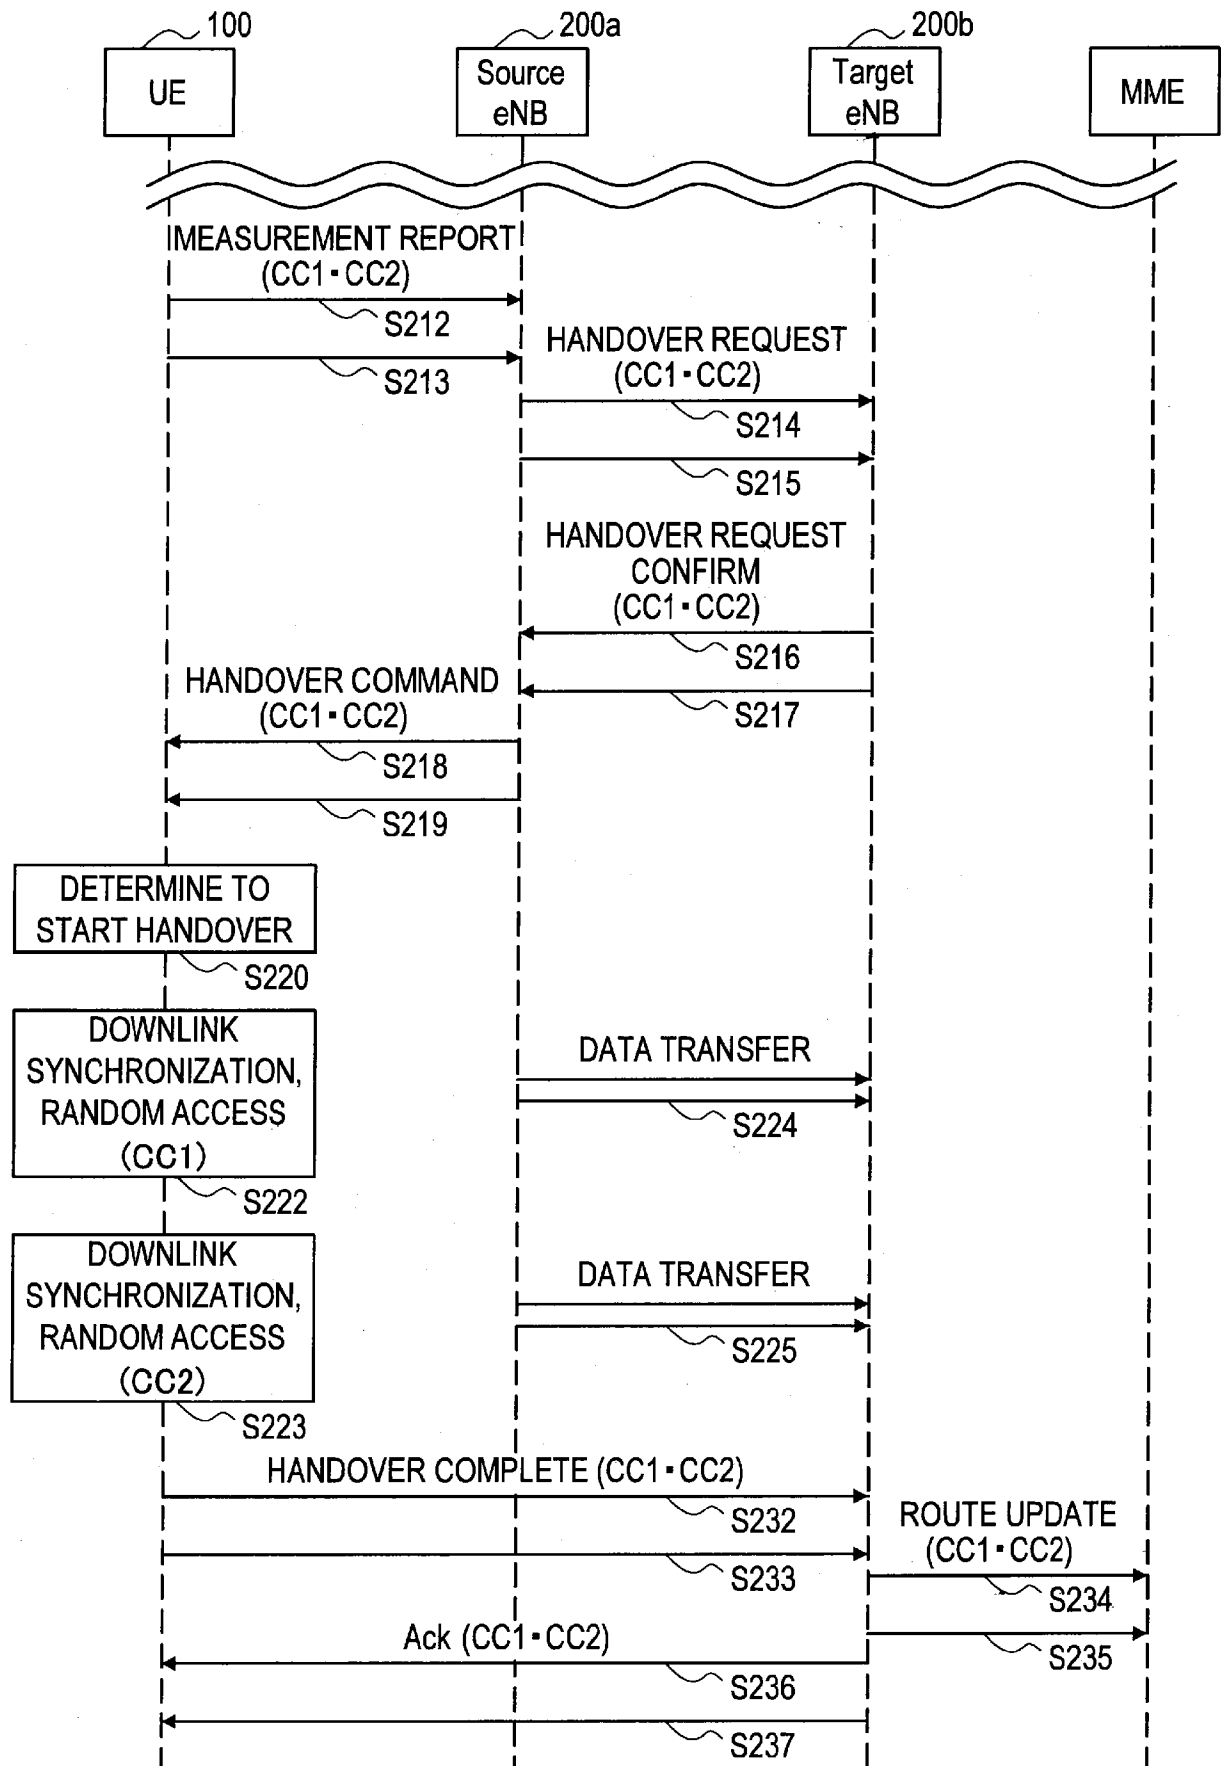 100
200a
200b
UE
Source
eNB
Target
eNB
MME
MEASUREMENT REPORT
(CC1・CC2)
S212
S213
HANDOVER REQUEST
(CC1・CC2)
S214
S215
HANDOVER REQUEST
CONFIRM
(CC1・CC2)
S216
S217
HANDOVER COMMAND
(CC1・CC2)
S218
S219
DETERMINE TO
START HANDOVER
S220
DOWNLINK
SYNCHRONIZATION,
RANDOM ACCESS
(CC1)
S222
DATA TRANSFER
S224
DOWNLINK
SYNCHRONIZATION,
RANDOM ACCESS
(CC2)
S223
DATA TRANSFER
S225
HANDOVER COMPLETE (CC1・CC2)
S232
S233
ROUTE UPDATE
(CC1・CC2)
S234
S235
Ack (CC1・CC2)
S236
S237